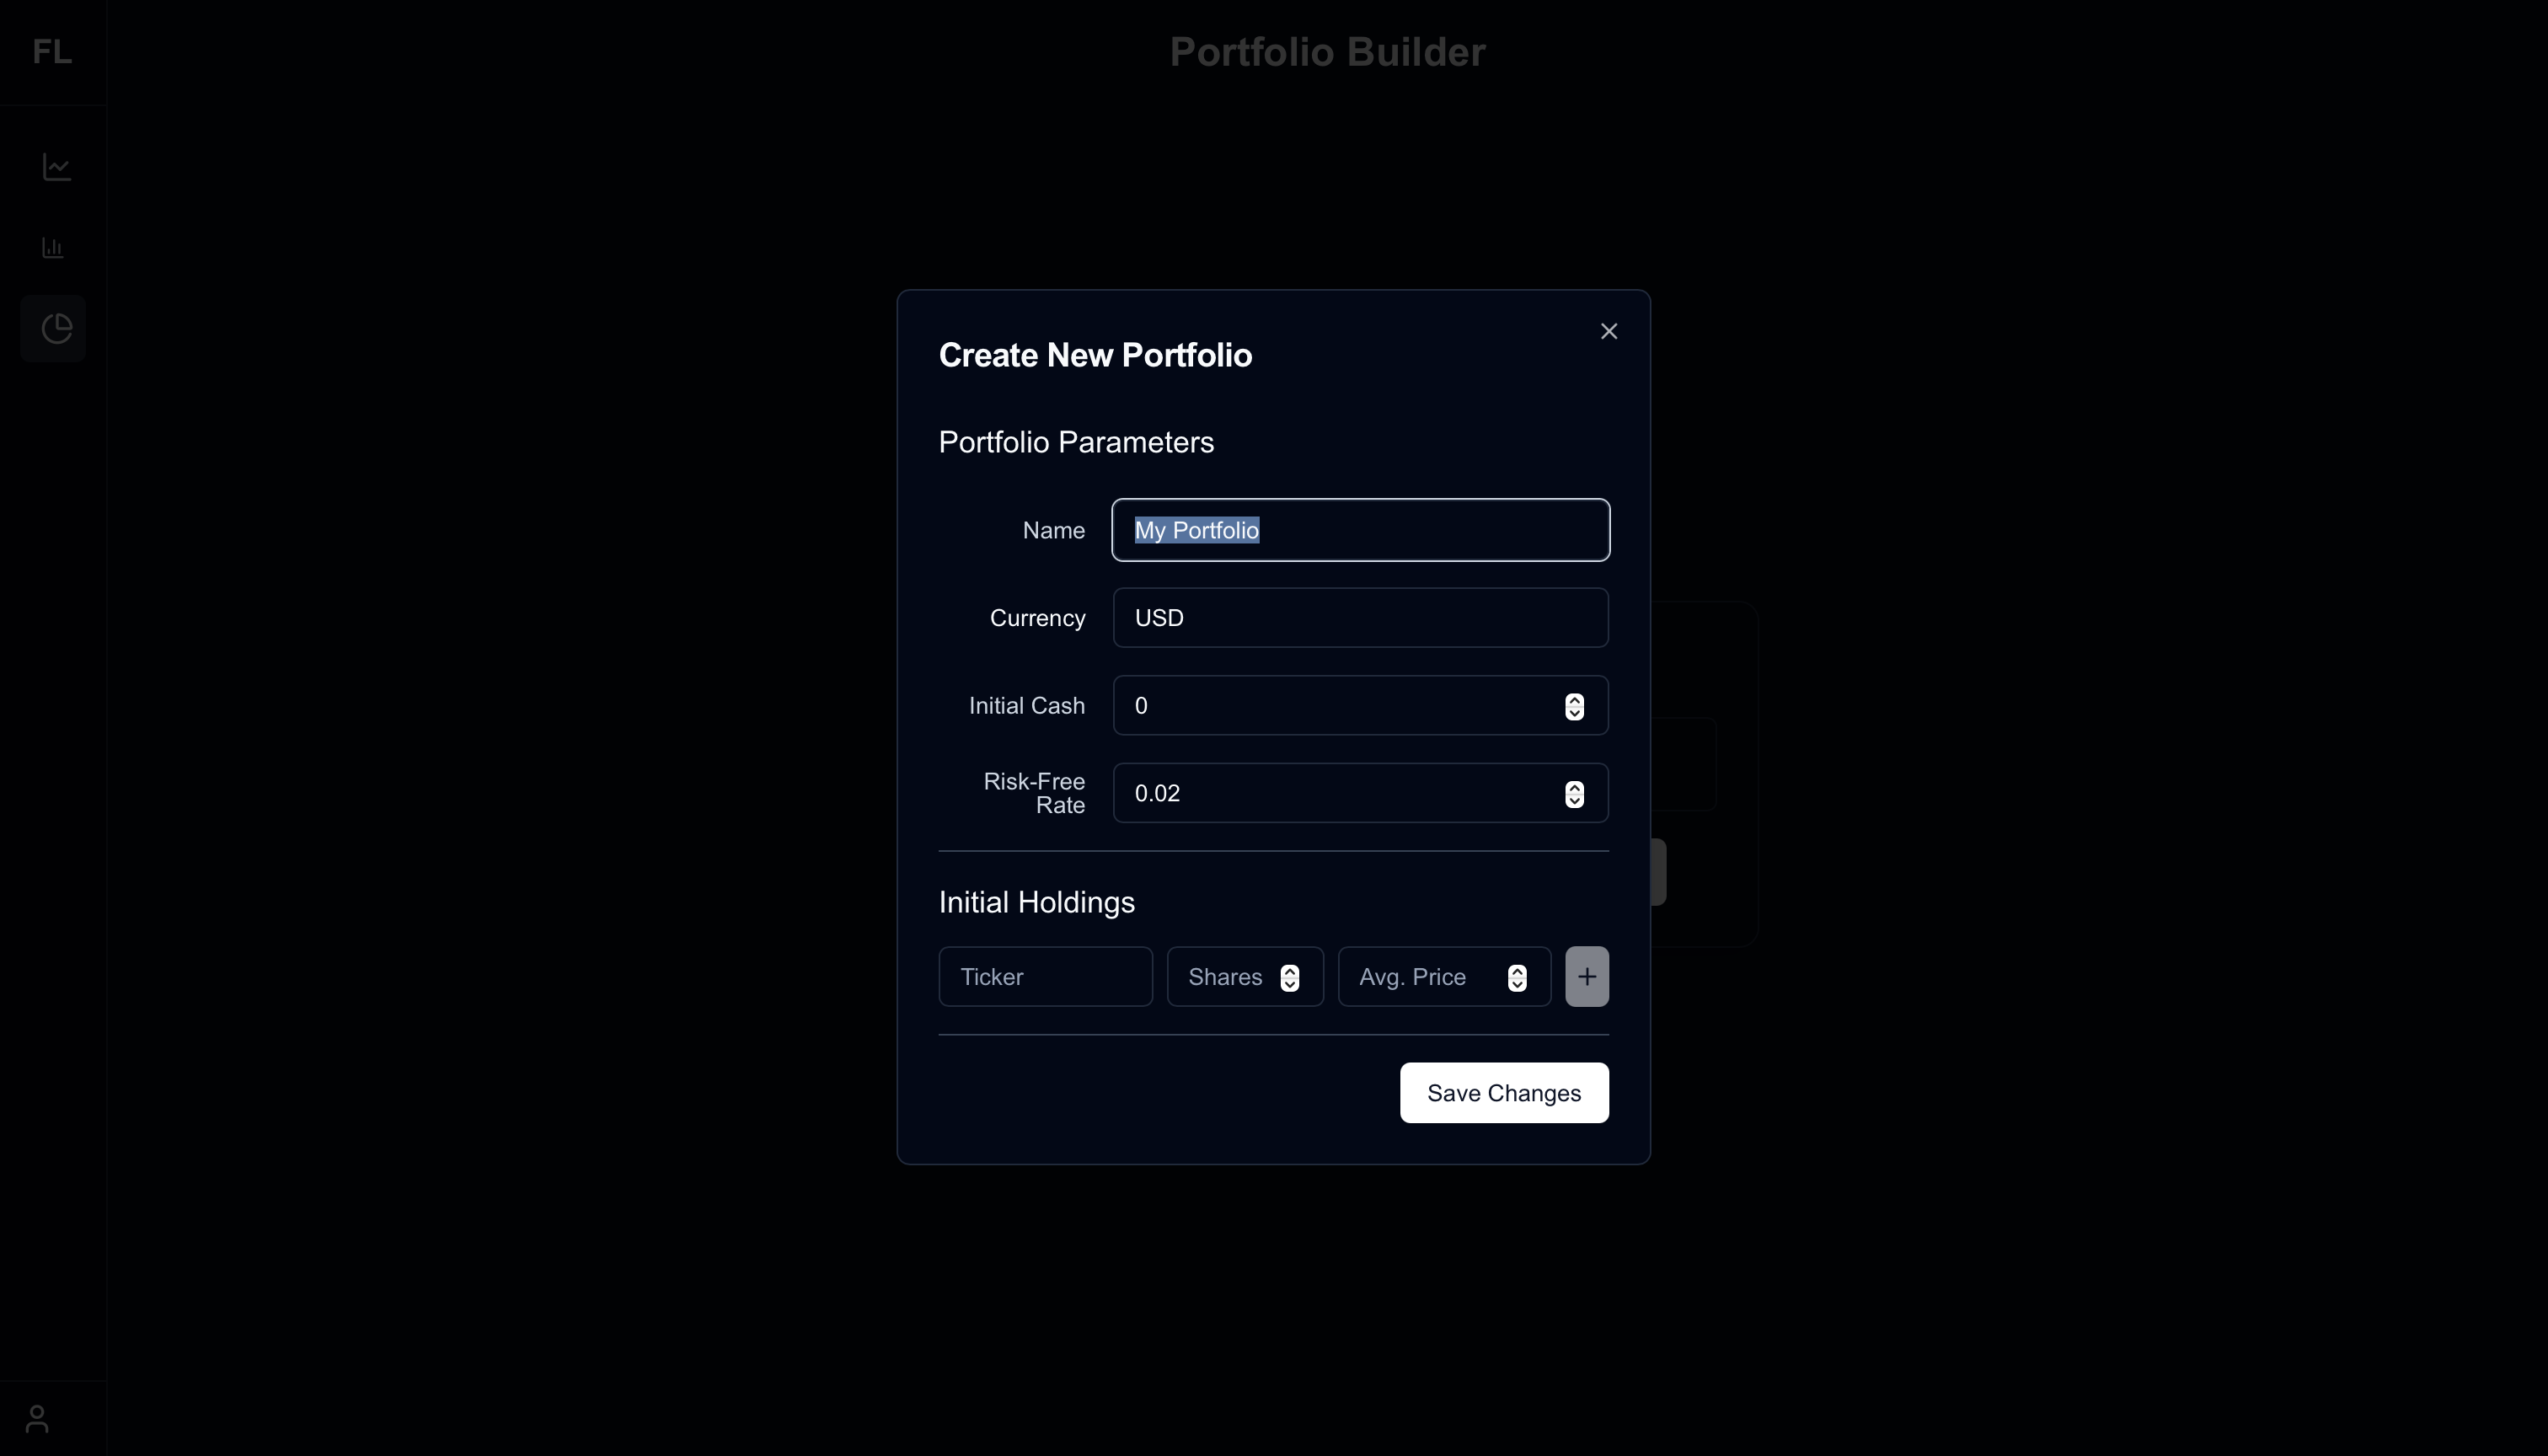 FL
Portfolio Builder
Create New Portfolio
Portfolio Parameters
Name
My Portfolio
Currency
USD
Initial Cash
0
Risk-Free
Rate
0.02
Initial Holdings
Ticker
Shares
Avg. Price
Save Changes